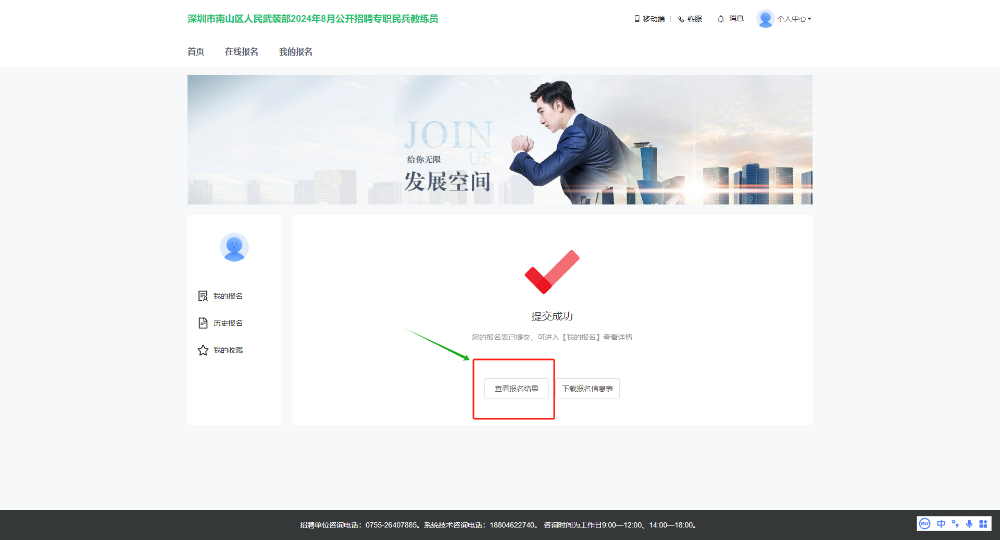 深圳市南山区人民武装部2024年8月公开招聘专职民兵教练员
移动端
客服
消息
个人中心
首页
在线报名
我的报名
JOIN
US
给你无限
发展空间
我的报名
历史报名
我的收藏
提交成功
您的报名表已提交，可进入【我的报名】查看详情
查看报名结果
下载报名信息表
招聘单位咨询电话：0755-26407885。系统技术咨询电话：18804622740。 咨询时间为工作日9:00—12:00、14:00—18:00。
iFLY
中